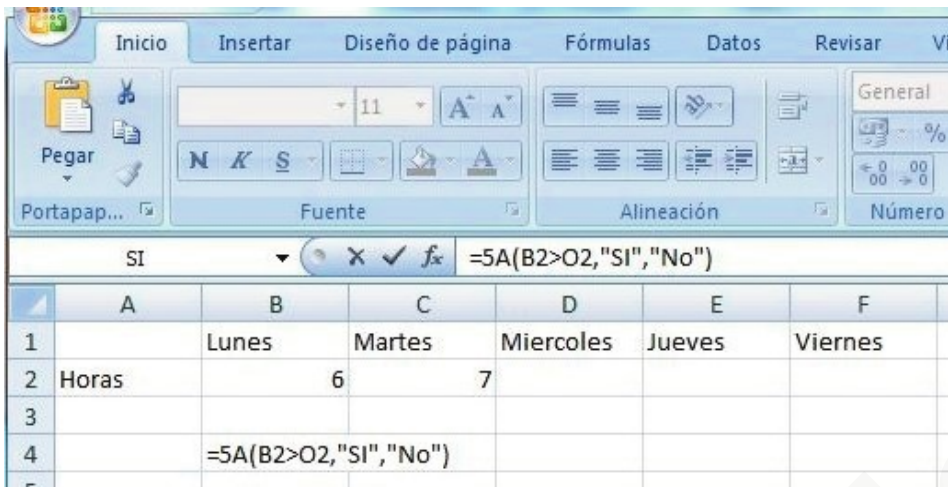 Inicio Insertar Diseño de página Fórmulas Datos Revisar
Pegar
11 A A General
N K S A %
Portapap... Fuente Alineación Número
SI fx =5A(B2>O2,"SI","No")
A B C D E F
1 Lunes Martes Miercoles Jueves Viernes
2 Horas 6 7
3
4 =5A(B2>O2,"SI","No")